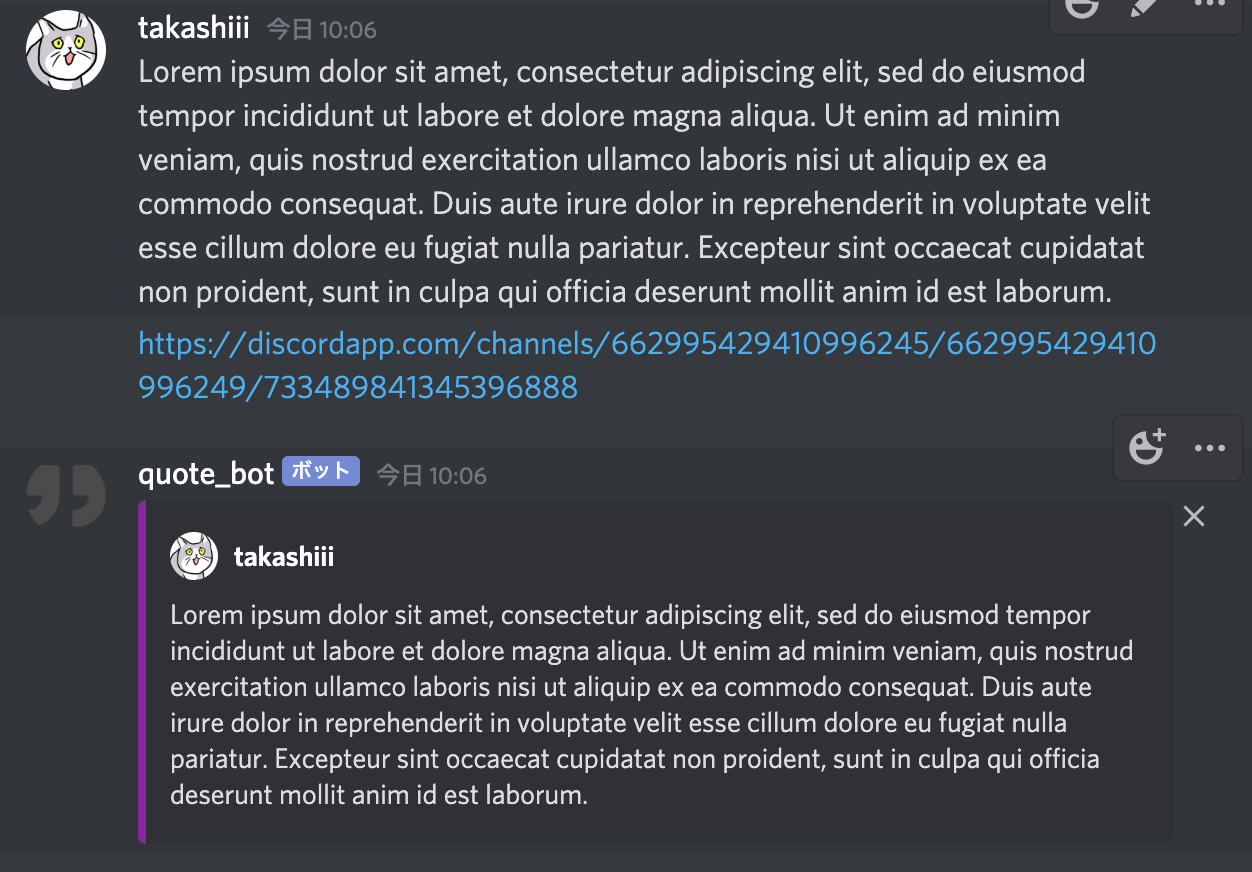 takashiii 今日 10:06
Lorem ipsum dolor sit amet, consectetur adipiscing elit, sed do eiusmod
tempor incididunt ut labore et dolore magna aliqua. Ut enim ad minim
veniam, quis nostrud exercitation ullamco laboris nisi ut aliquip ex ea
commodo consequat. Duis aute irure dolor in reprehenderit in voluptate velit
esse cillum dolore eu fugiat nulla pariatur. Excepteur sint occaecat cupidatat
non proident, sunt in culpa qui officia deserunt mollit anim id est laborum.
https://discordapp.com/channels/662995429410996245/662995429410
996249/733489841345396888
quote_bot ボット 今日 10:06
takashiii
Lorem ipsum dolor sit amet, consectetur adipiscing elit, sed do eiusmod tempor
incididunt ut labore et dolore magna aliqua. Ut enim ad minim veniam, quis nostrud
exercitation ullamco laboris nisi ut aliquip ex ea commodo consequat. Duis aute
irure dolor in reprehenderit in voluptate velit esse cillum dolore eu fugiat nulla
pariatur. Excepteur sint occaecat cupidatat non proident, sunt in culpa qui officia
deserunt mollit anim id est laborum.